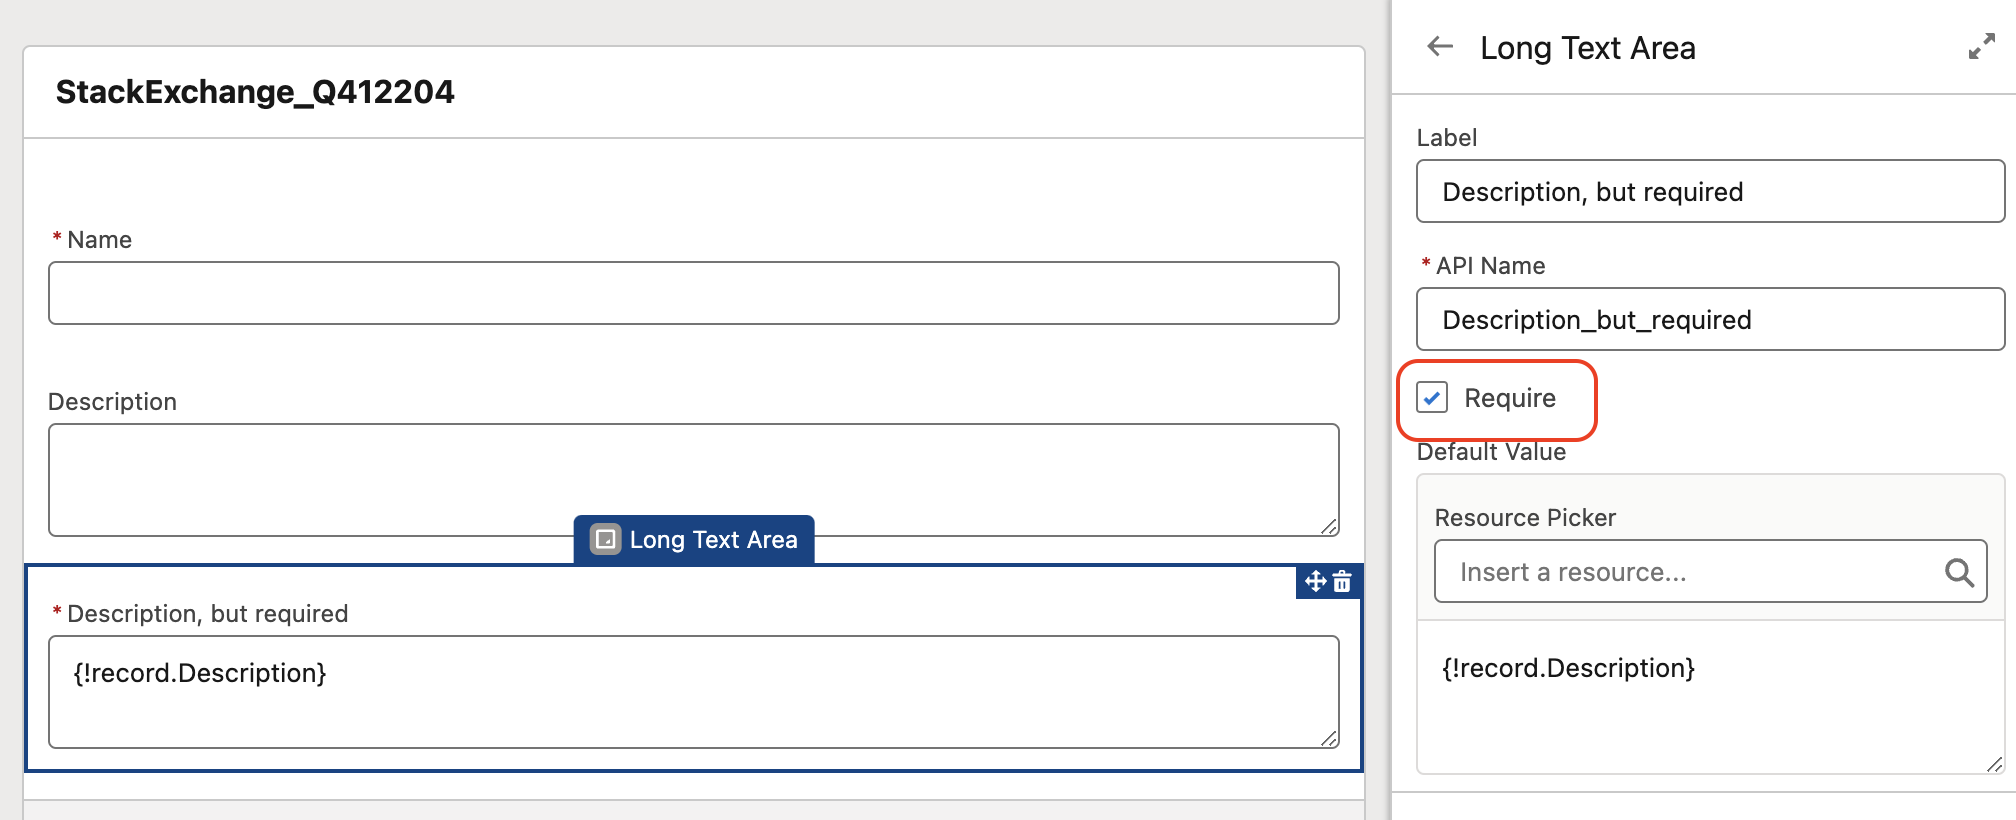 StackExchange_Q412204
* Name
Description
Long Text Area
* Description, but required
{!record.Description}
Long Text Area
Label
Description, but required
* API Name
Description_but_required
Require
Default Value
Resource Picker
Insert a resource...
{!record.Description}